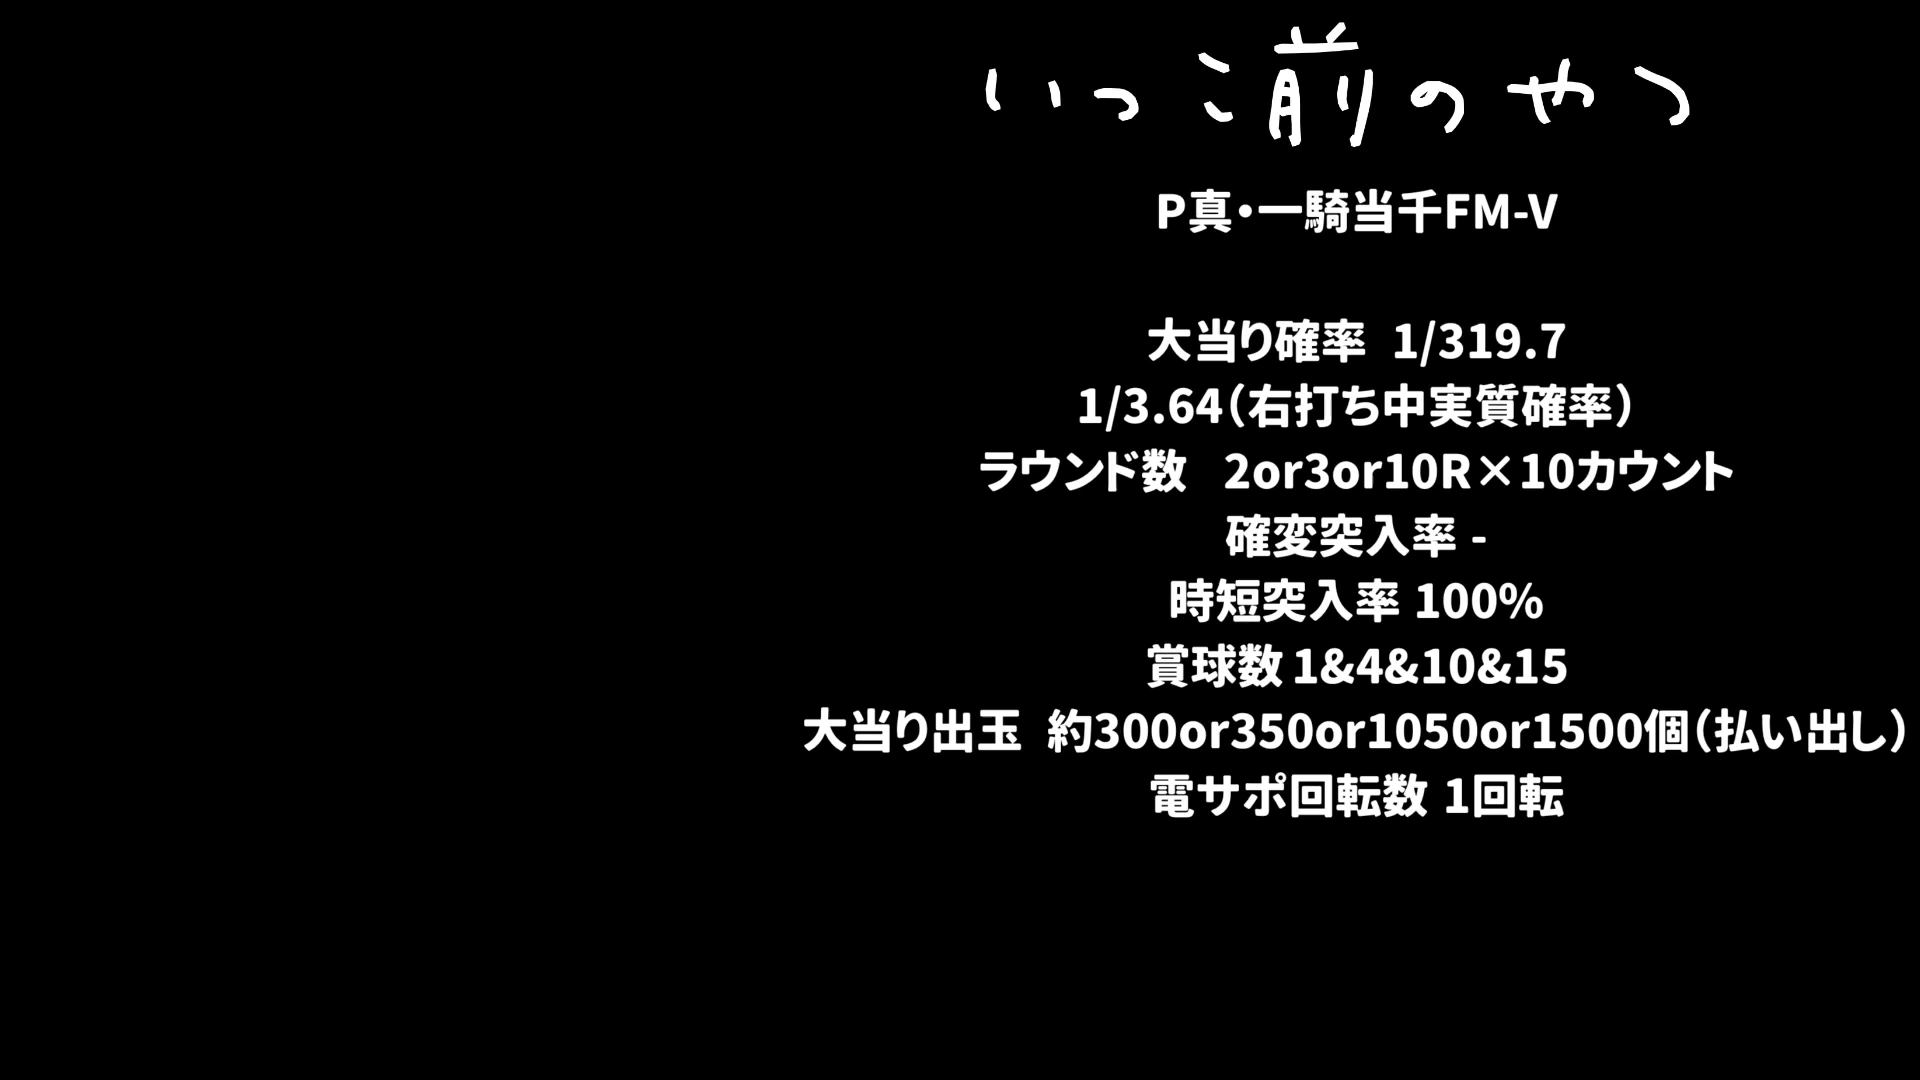 いっこ前のやつ
P真・一騎当千FM-V
大当り確率 1/319.7
1/3.64（右打ち中実質確率）
ラウンド数 2or3or10R×10カウント
確変突入率 -
時短突入率 100%
賞球数 1&4&10&15
大当り出玉 約300or350or1050or1500個（払い出し）
電サポ回転数 1回転